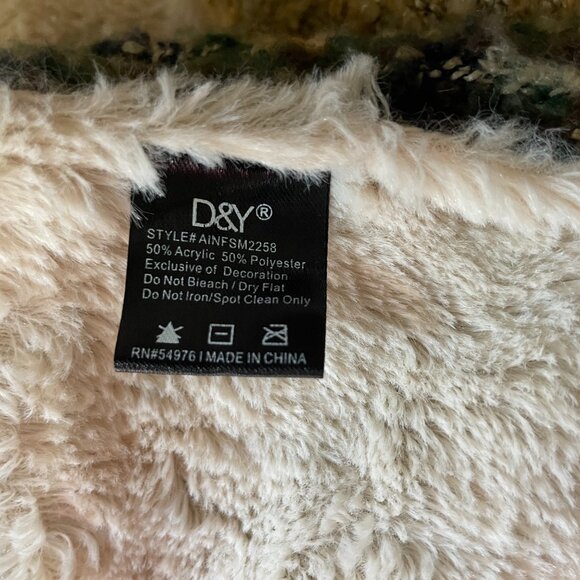 D&Y®
STYLE# AINFSM2258
50% Acrylic 50% Polyester
Exclusive of Decoration
Do Not Bleach / Dry Flat
Do Not Iron/Spot Clean Only
RN#54976 I MADE IN CHINA